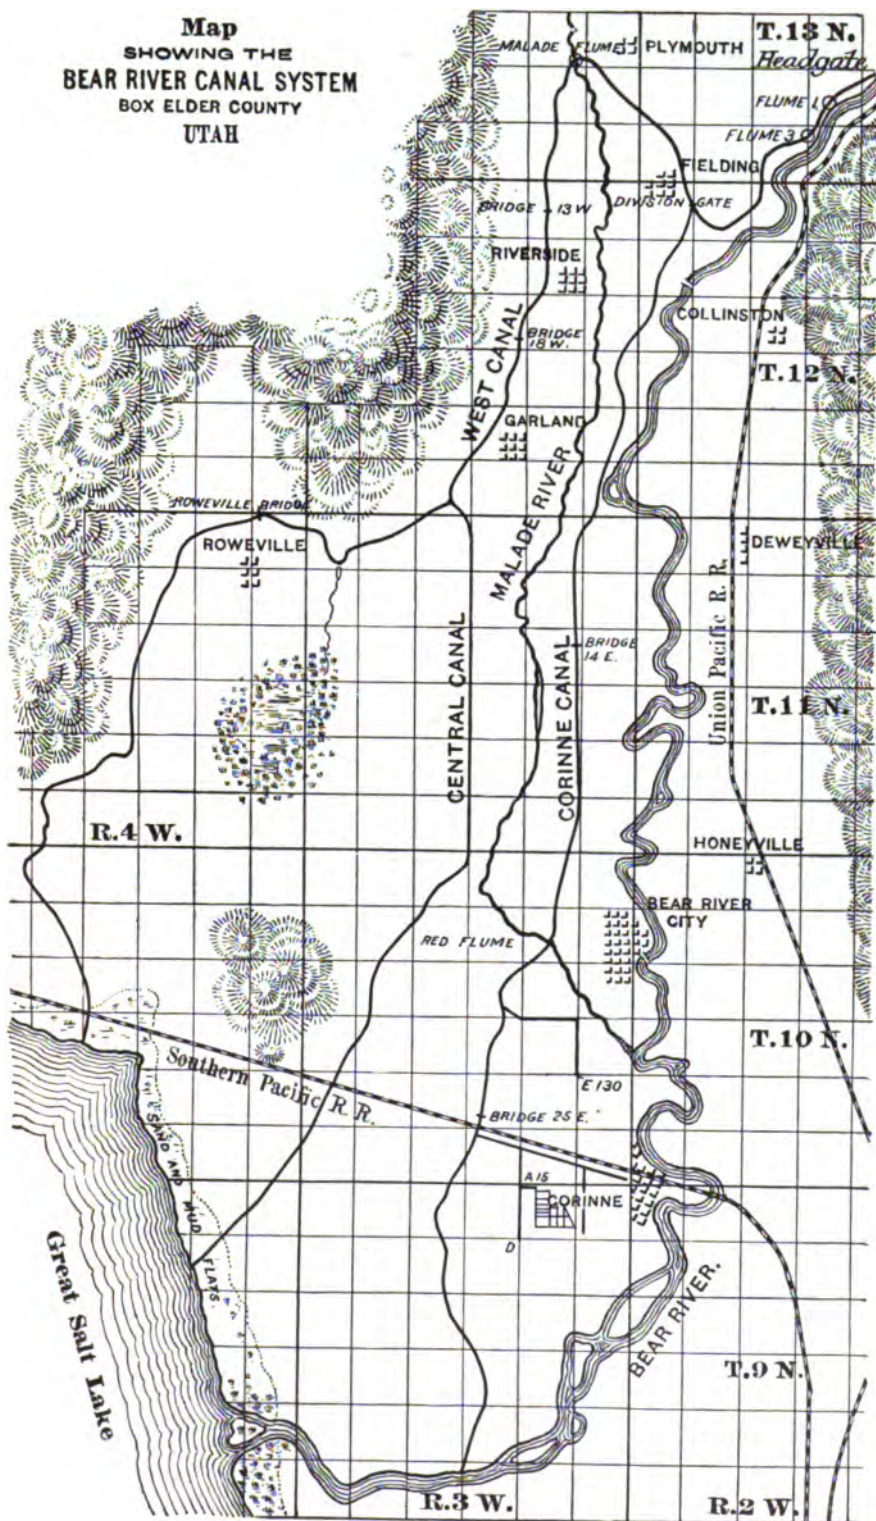 Map
SHOWING THE
BEAR RIVER CANAL SYSTEM
BOX ELDER COUNTY
UTAH
T.13 N.
Headgate
MALADE FLUME
PLYMOUTH
FLUME 1
FLUME 3
FIELDING
BRIDGE 13 W
DIVISION GATE
RIVERSIDE
COLLINSTON
BRIDGE
18 W.
WEST CANAL
T.12 N.
GARLAND
MALADE RIVER
ROWEVILLE BRIDGE
ROWEVILLE
DEWEYVILLE
Union Pacific R. R.
BRIDGE
14 E.
CENTRAL CANAL
CORINNE CANAL
T.11 N.
R.4 W.
HONEYVILLE
BEAR RIVER
CITY
RED FLUME
T.10 N.
Southern Pacific R. R.
E 130
BRIDGE 25 E.
SAND AND MUD FLATS.
A 15
CORINNE
D
Great Salt Lake
BEAR RIVER.
T.9 N.
R.3 W.
R.2 W.